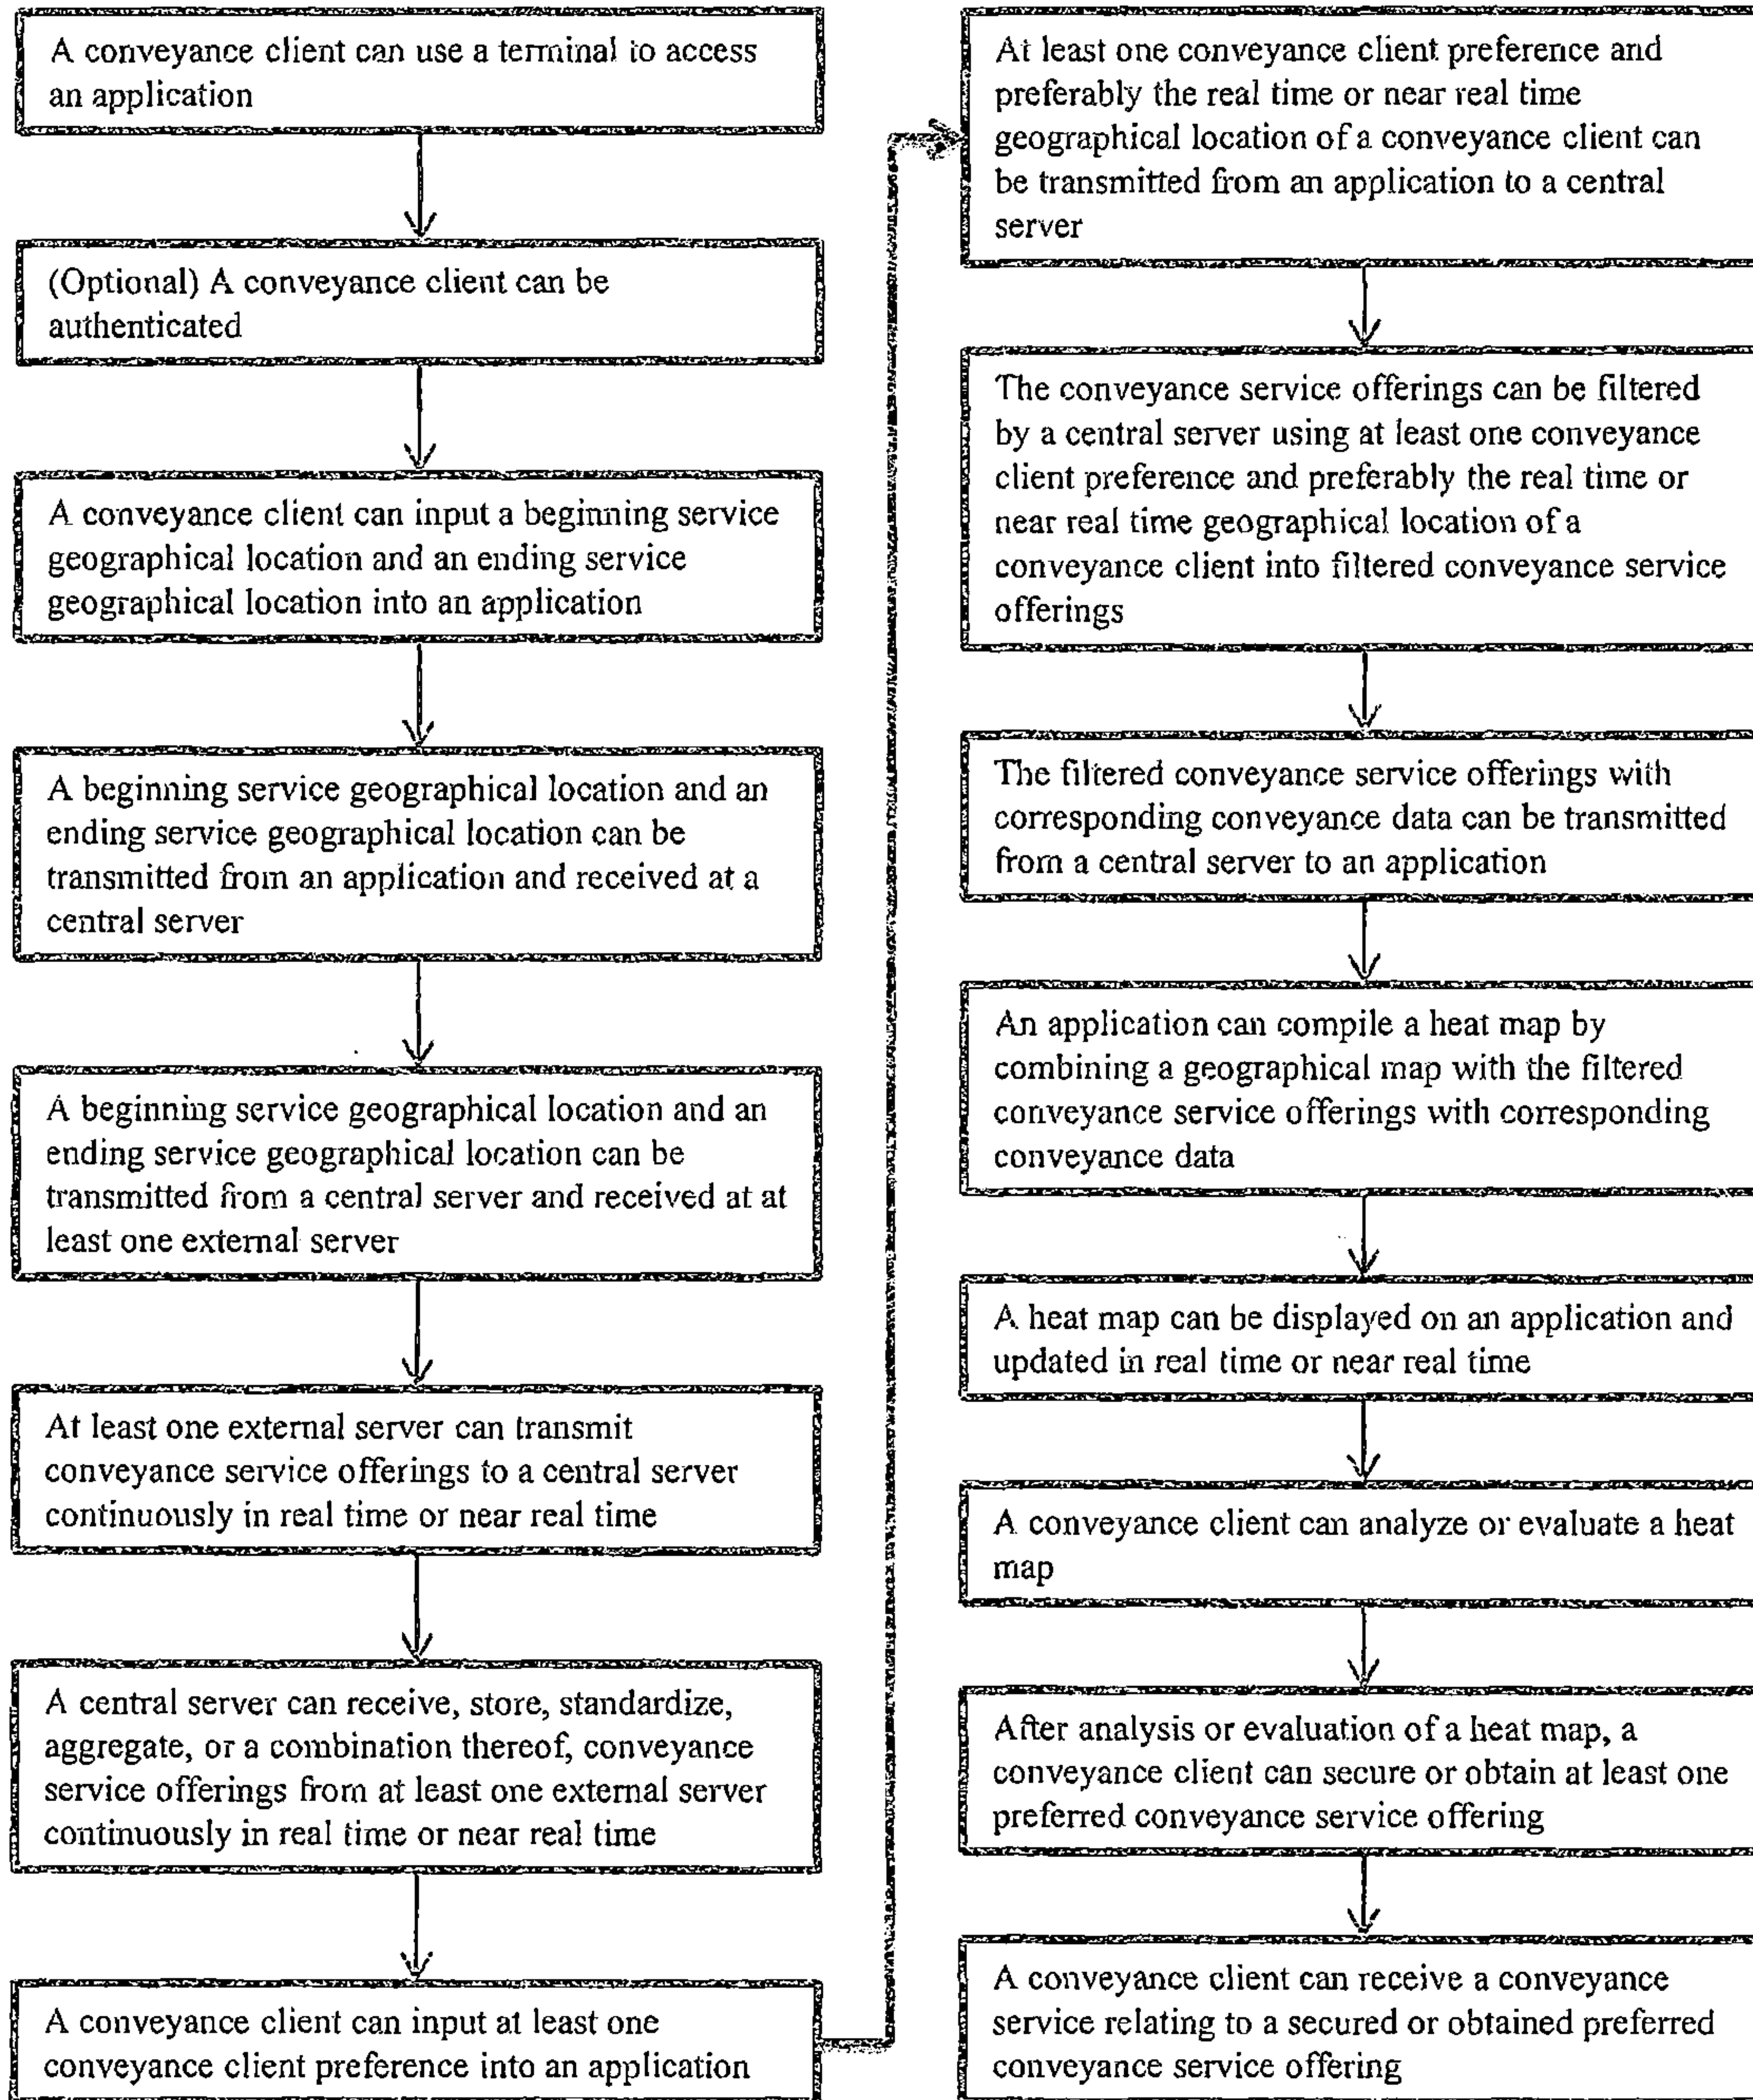 A conveyance client can use a terminal to access
an application
(Optional) A conveyance client can be
authenticated
A conveyance client can input a beginning service
geographical location and an ending service
geographical location into an application
A beginning service geographical location and an
ending service geographical location can be
transmitted from an application and received at a
central server
A beginning service geographical location and an
ending service geographical location can be
transmitted from a central server and received at at
least one external server
At least one external server can transmit
conveyance service offerings to a central server
continuously in real time or near real time
A central server can receive, store, standardize,
aggregate, or a combination thereof, conveyance
service offerings from at least one external server
continuously in real time or near real time
A conveyance client can input at least one
conveyance client preference into an application
At least one conveyance client preference and
preferably the real time or near real time
geographical location of a conveyance client can
be transmitted from an application to a central
server
The conveyance service offerings can be filtered
by a central server using at least one conveyance
client preference and preferably the real time or
near real time geographical location of a
conveyance client into filtered conveyance service
offerings
The filtered conveyance service offerings with
corresponding conveyance data can be transmitted
from a central server to an application
An application can compile a heat map by
combining a geographical map with the filtered
conveyance service offerings with corresponding
conveyance data
A heat map can be displayed on an application and
updated in real time or near real time
A conveyance client can analyze or evaluate a heat
map
After analysis or evaluation of a heat map, a
conveyance client can secure or obtain at least one
preferred conveyance service offering
A conveyance client can receive a conveyance
service relating to a secured or obtained preferred
conveyance service offering